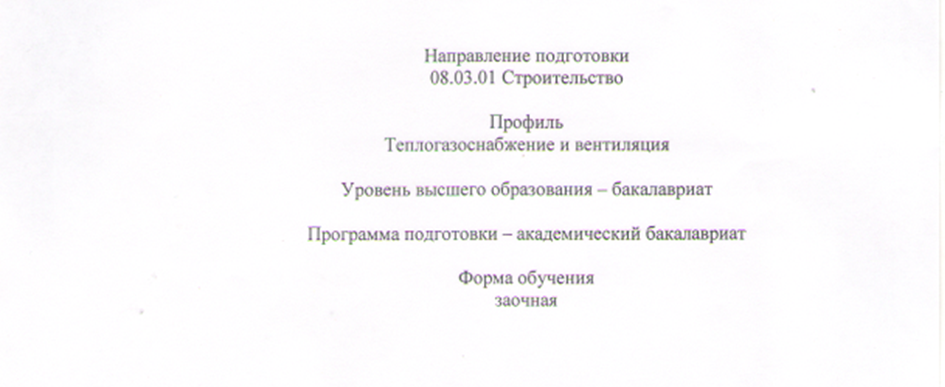 Направление подготовки
08.03.01 Строительство
Профиль
Теплогазоснабжение и вентиляция
Уровень высшего образования – бакалавриат
Программа подготовки – академический бакалавриат
Форма обучения
заочная